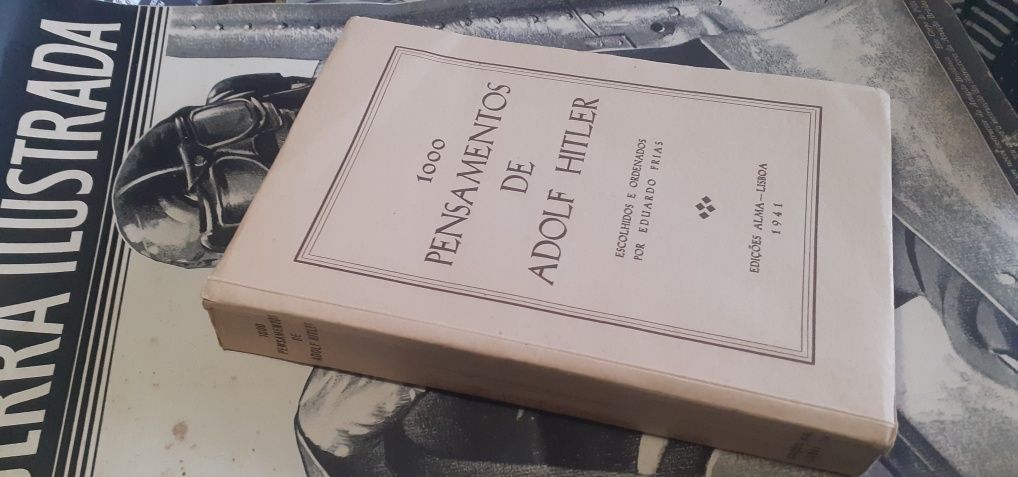 1000
PENSAMENTOS
DE
ADOLF HITLER
ESCOLHIDOS E ORDENADOS
POR EDUARDO FRIAS
EDIÇÕES ALMA—LISBOA
1941
1000
PENSAMENTOS
DE
ADOLF HITLER
ERRA ILUSTRADA